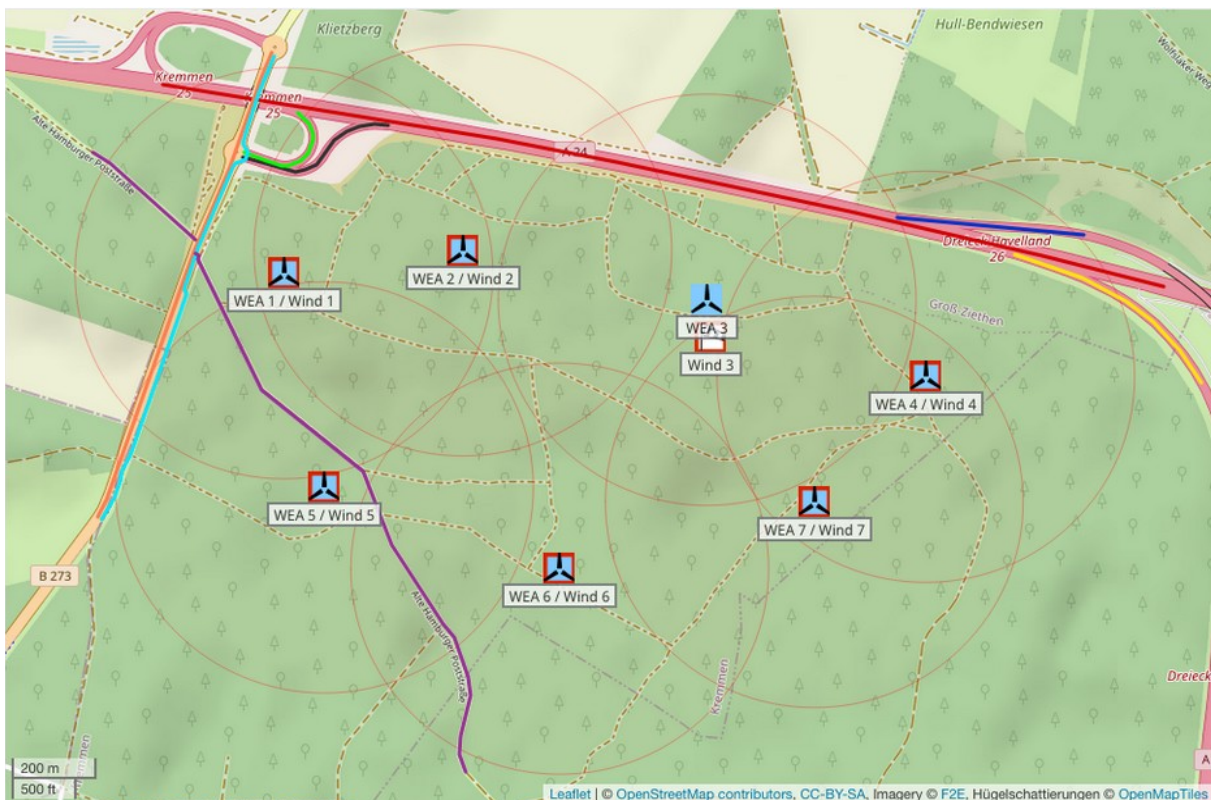 Klietzberg
Hull-Bendwiesen
Wolfslaker Weg
Kremmen
25
Kremmen
25
Alte Hamburger Poststraße
A 24
Dreieck Havelland
26
WEA 1 / Wind 1
WEA 2 / Wind 2
WEA 3
Wind 3
Groß-Ziethen
WEA 4 / Wind 4
WEA 5 / Wind 5
WEA 7 / Wind 7
B 273
WEA 6 / Wind 6
Alte Hamburger Poststraße
Kremmen
Dreieck
Kremmen
A
200 m
500 ft
Leaflet | © OpenStreetMap contributors, CC-BY-SA, Imagery © F2E, Hügelschattierungen © OpenMapTiles